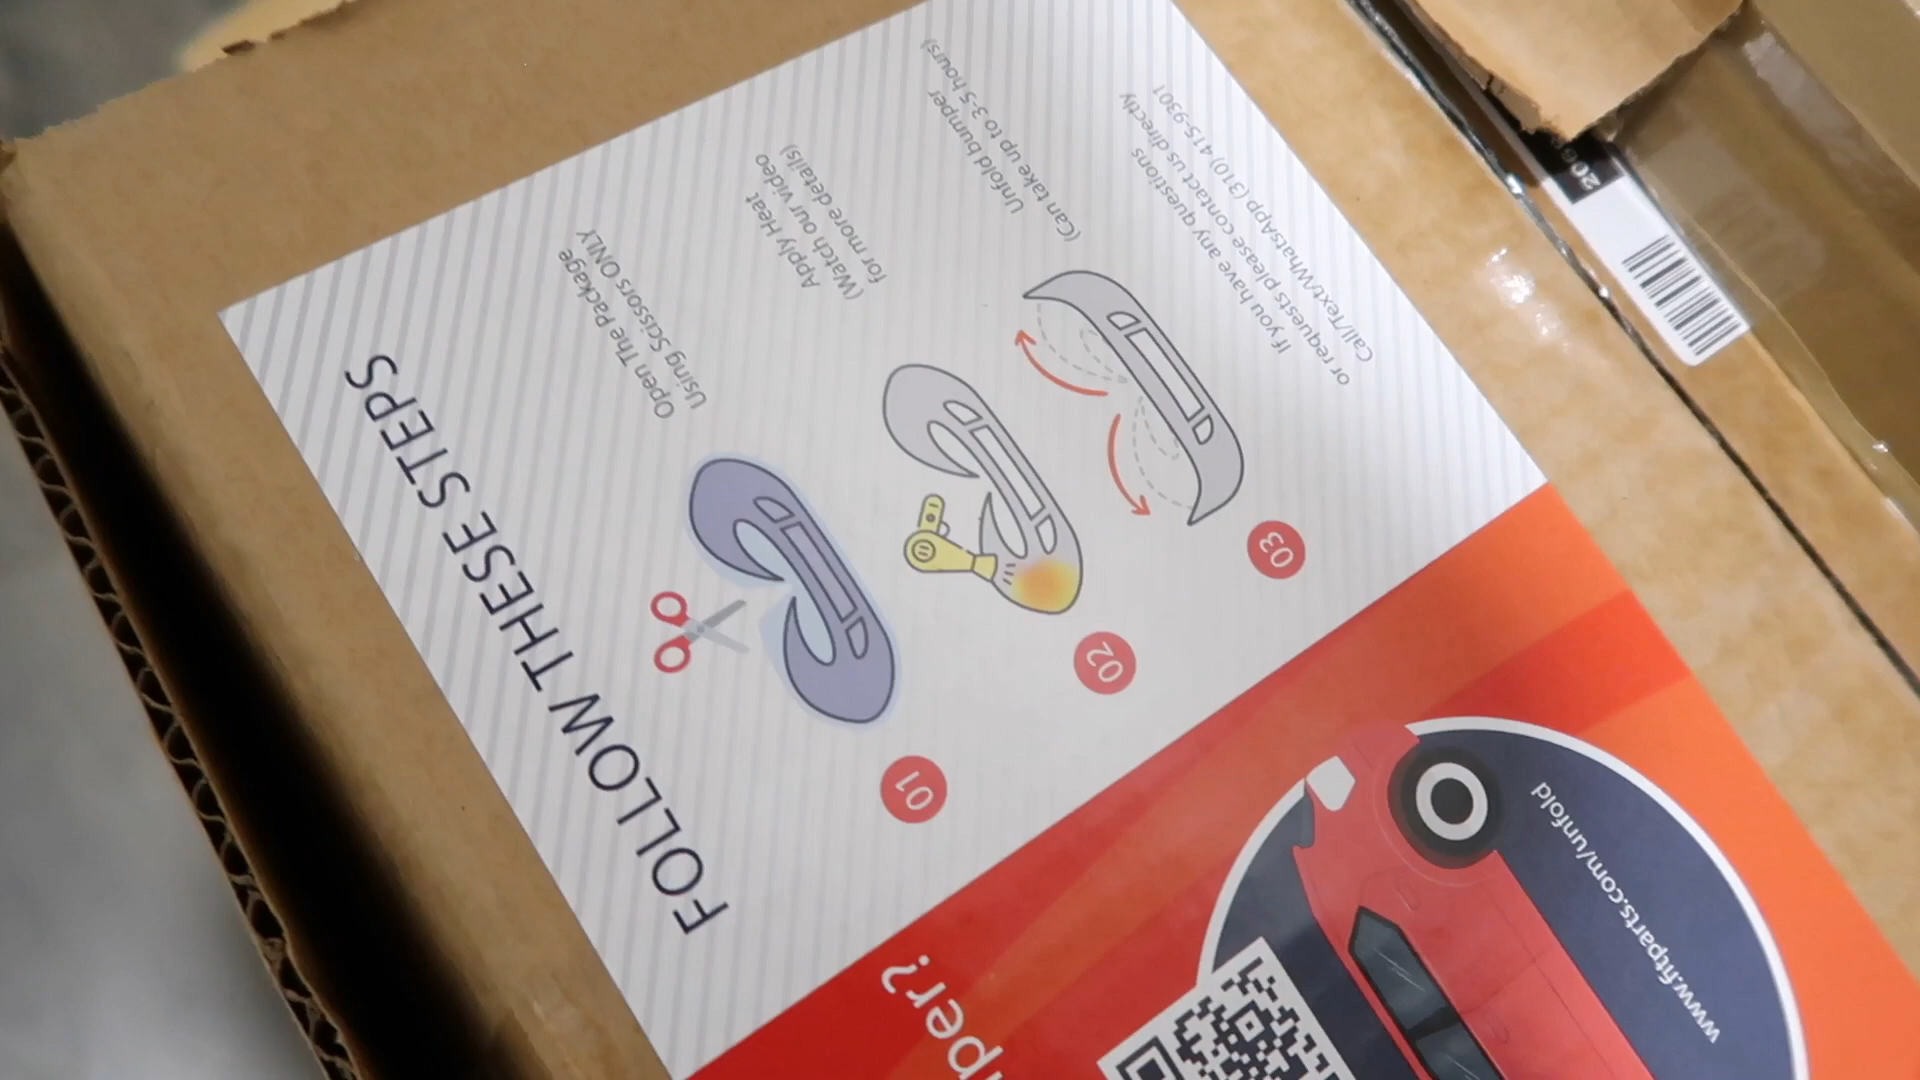 FOLLOW THESE STEPS
01
Open The Package
Using Scissors ONLY
02
Apply Heat
(Watch our video
for more details)
03
Unfold bumper
(Can take up to 3-5 hours)
If you have any questions
or requests please contact us directly
Call/Text/WhatsApp (310) 415-9301
www.fitparts.com/unfold